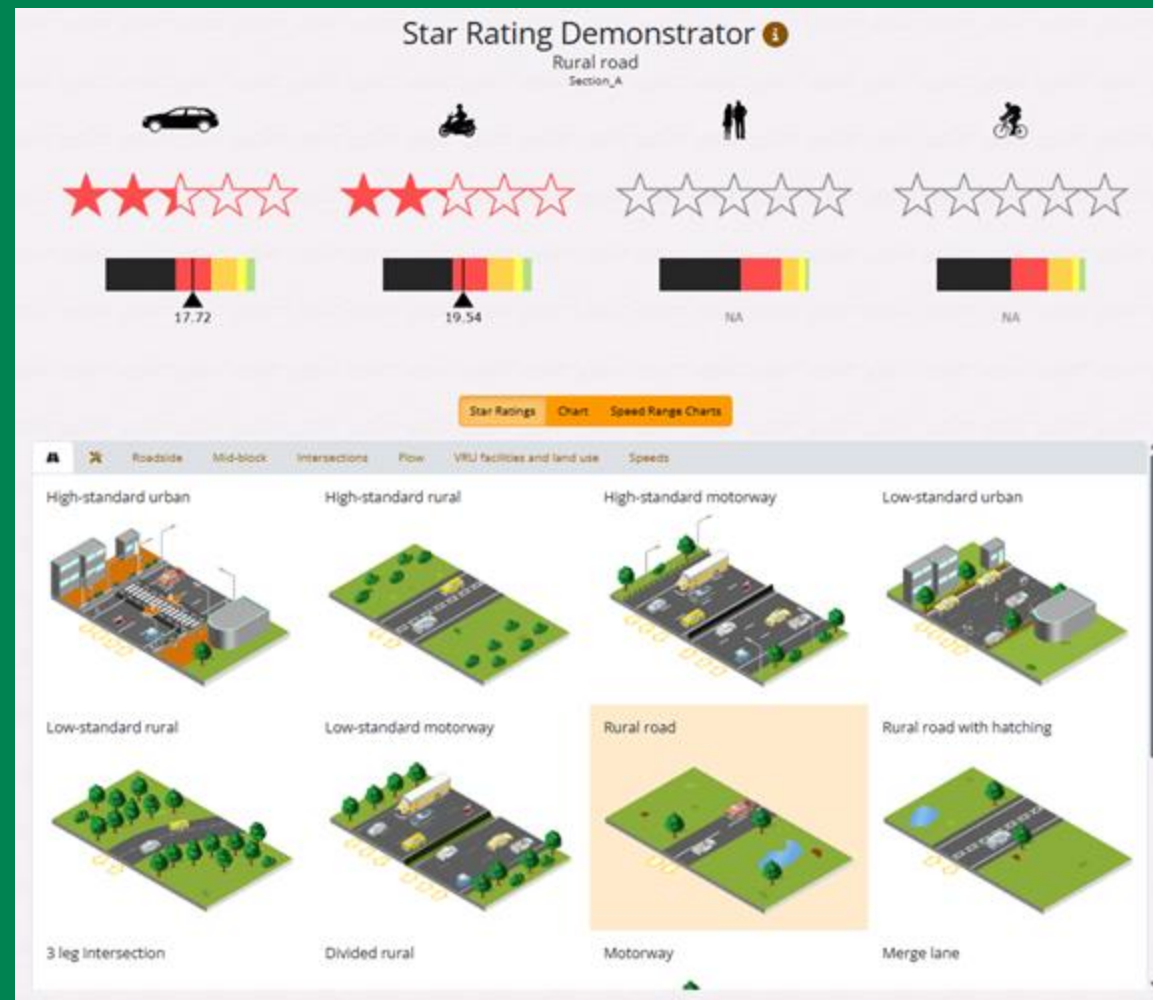 Star Rating Demonstrator i
Rural road
Section_A
17.72 19.54 NA NA
Star Ratings Chart Speed Range Charts
Roadside Mid-block Intersections Flow VRU facilities and land use Speeds
High-standard urban High-standard rural High-standard motorway Low-standard urban
Low-standard rural Low-standard motorway Rural road Rural road with hatching
3 leg Intersection Divided rural Motorway Merge lane